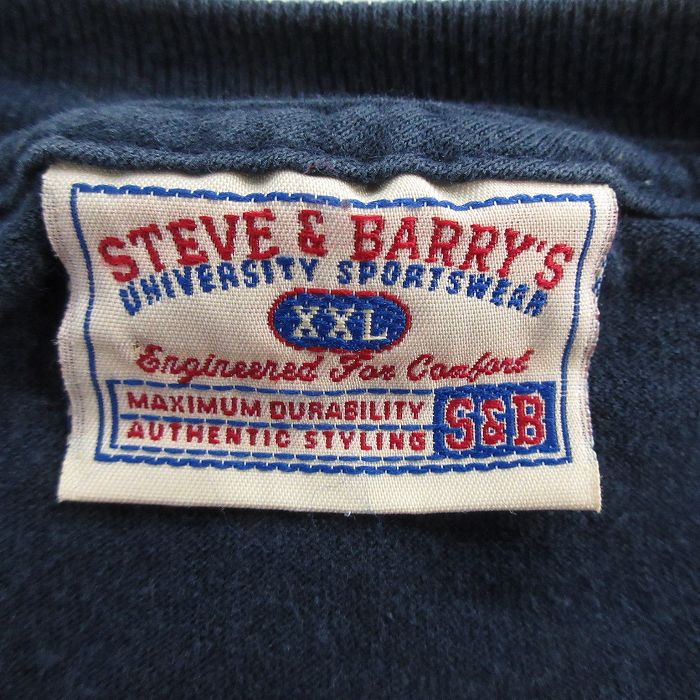 STEVE & BARRY'S
UNIVERSITY SPORTSWEAR
XXL
Engineered For Comfort
MAXIMUM DURABILITY
AUTHENTIC STYLING
S&B